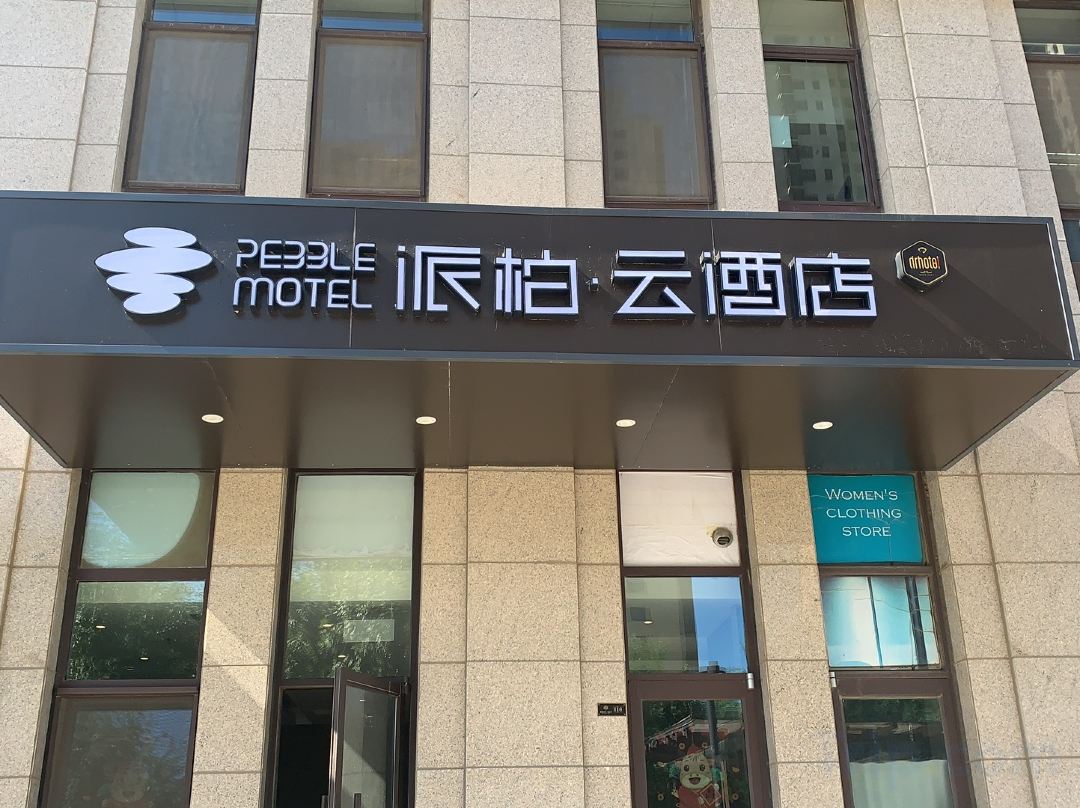 PEBBLE
MOTEL
派柏·云酒店
WOMEN'S
CLOTHING
STORE